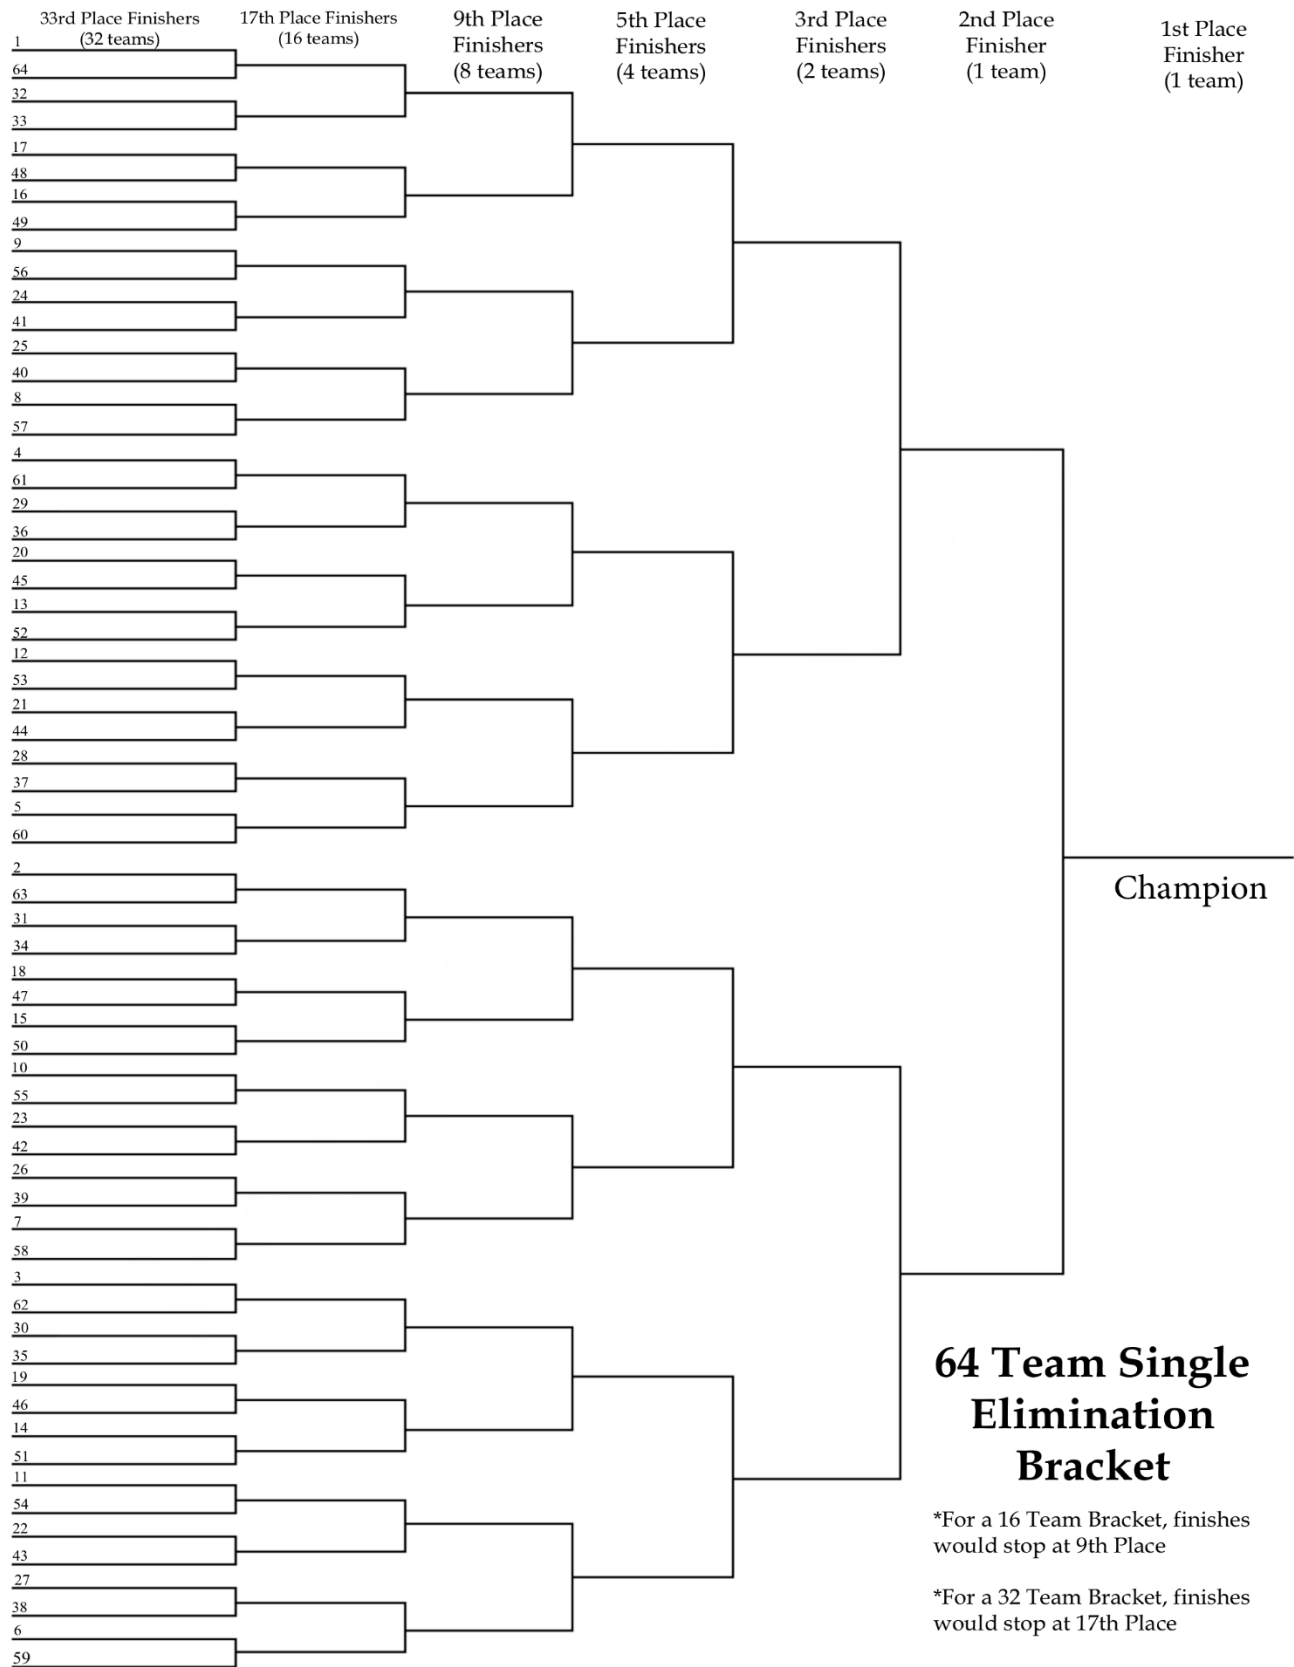 33rd Place Finishers
(32 teams)
17th Place Finishers
(16 teams)
9th Place
Finishers
(8 teams)
5th Place
Finishers
(4 teams)
3rd Place
Finishers
(2 teams)
2nd Place
Finisher
(1 team)
1st Place
Finisher
(1 team)
1
64
32
33
17
48
16
49
9
56
24
41
25
40
8
57
4
61
29
36
20
45
13
52
12
53
21
44
28
37
5
60
2
63
31
34
18
47
15
50
10
55
23
42
26
39
7
58
3
62
30
35
19
46
14
51
11
54
22
43
27
38
6
59
Champion
64 Team Single
Elimination
Bracket
*For a 16 Team Bracket, finishes
would stop at 9th Place
*For a 32 Team Bracket, finishes
would stop at 17th Place